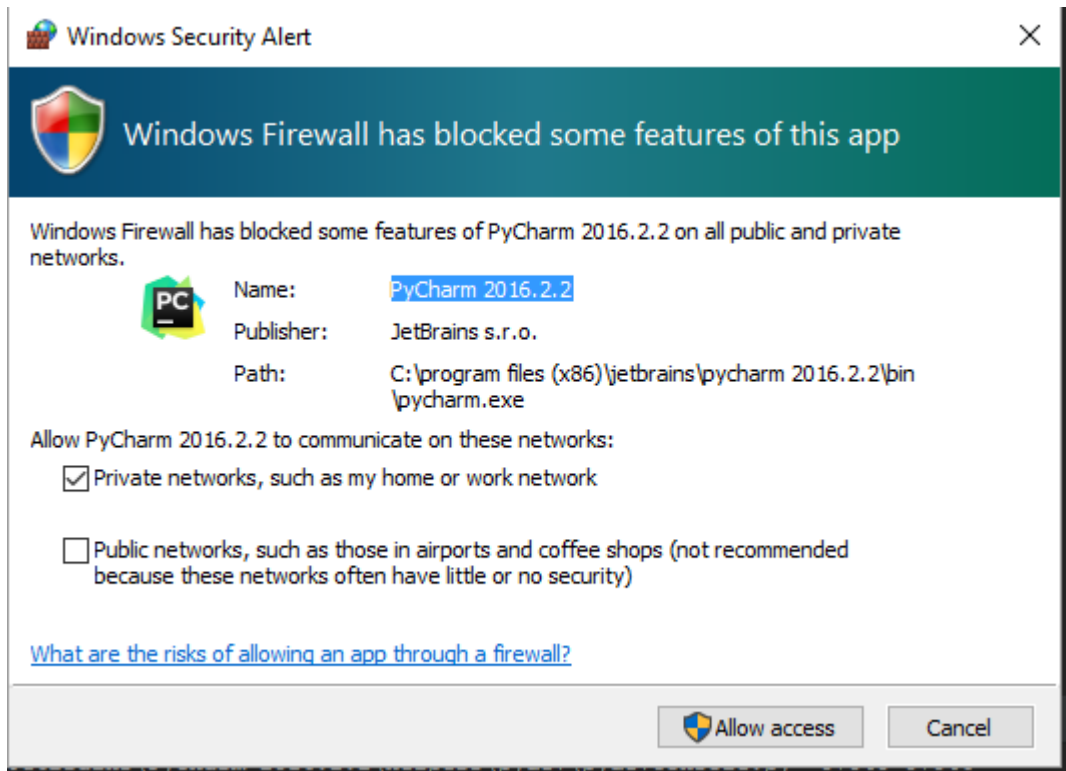 Windows Security Alert
Windows Firewall has blocked some features of this app
Windows Firewall has blocked some features of PyCharm 2016.2.2 on all public and private
networks.
PC
Name: PyCharm 2016.2.2
Publisher: JetBrains s.r.o.
Path: C:\program files (x86)\jetbrains\pycharm 2016.2.2\bin
\pycharm.exe
Allow PyCharm 2016.2.2 to communicate on these networks:
Private networks, such as my home or work network
Public networks, such as those in airports and coffee shops (not recommended
because these networks often have little or no security)
What are the risks of allowing an app through a firewall?
Allow access Cancel